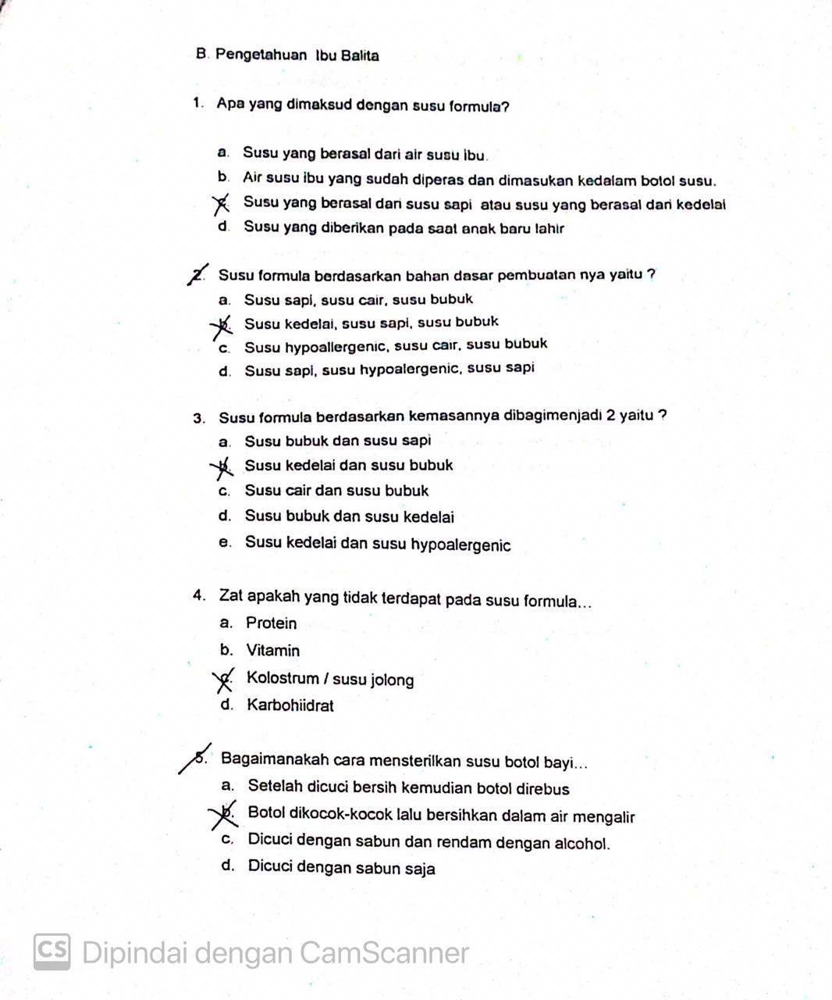 B. Pengetahuan Ibu Balita
1. Apa yang dimaksud dengan susu formula?
a. Susu yang berasal dari air susu ibu.
b. Air susu ibu yang sudah diperas dan dimasukan kedalam botol susu.
c. Susu yang berasal dari susu sapi atau susu yang berasal dari kedelai
d. Susu yang diberikan pada saat anak baru lahir
2. Susu formula berdasarkan bahan dasar pembuatan nya yaitu ?
a. Susu sapi, susu cair, susu bubuk
b. Susu kedelai, susu sapi, susu bubuk
c. Susu hypoallergenic, susu cair, susu bubuk
d. Susu sapi, susu hypoalergenic, susu sapi
3. Susu formula berdasarkan kemasannya dibagimenjadi 2 yaitu ?
a. Susu bubuk dan susu sapi
b. Susu kedelai dan susu bubuk
c. Susu cair dan susu bubuk
d. Susu bubuk dan susu kedelai
e. Susu kedelai dan susu hypoalergenic
4. Zat apakah yang tidak terdapat pada susu formula...
a. Protein
b. Vitamin
c. Kolostrum / susu jolong
d. Karbohiidrat
5. Bagaimanakah cara mensterilkan susu botol bayi...
a. Setelah dicuci bersih kemudian botol direbus
b. Botol dikocok-kocok lalu bersihkan dalam air mengalir
c. Dicuci dengan sabun dan rendam dengan alcohol.
d. Dicuci dengan sabun saja
CS Dipindai dengan CamScanner